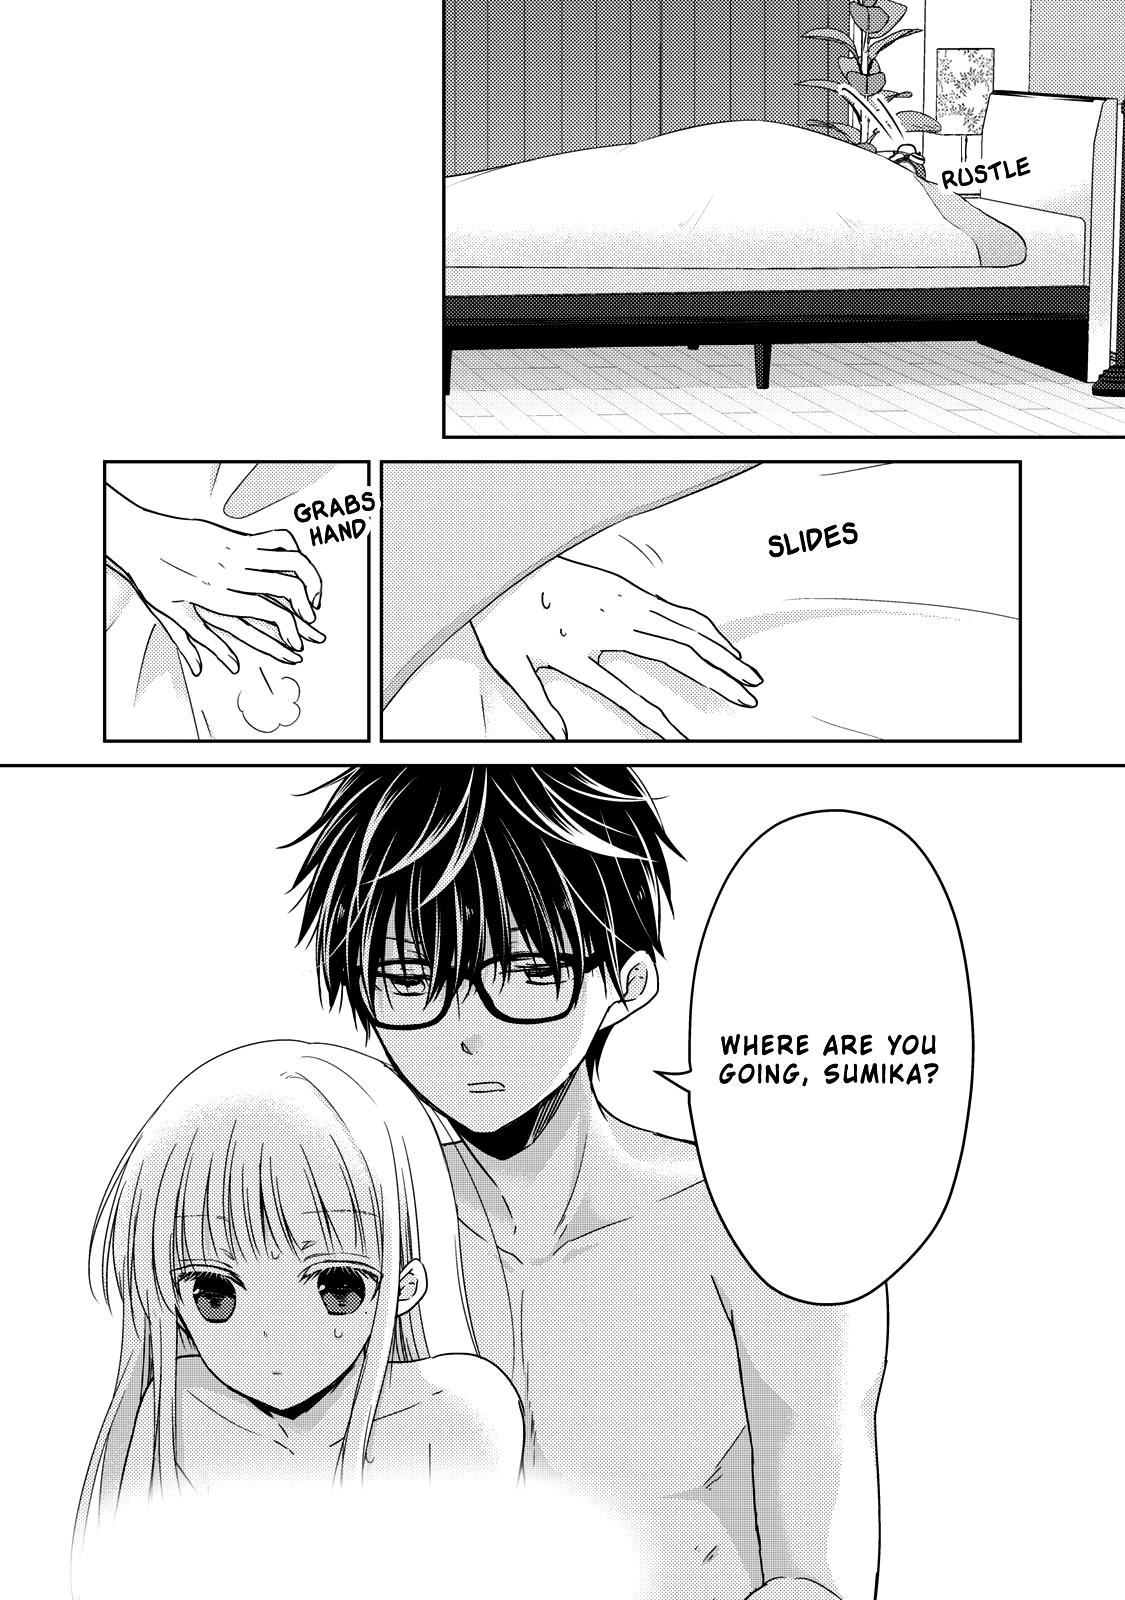 RUSTLE
SLIDES
GRABS
HAND
WHERE ARE YOU
GOING, SUMIKA?